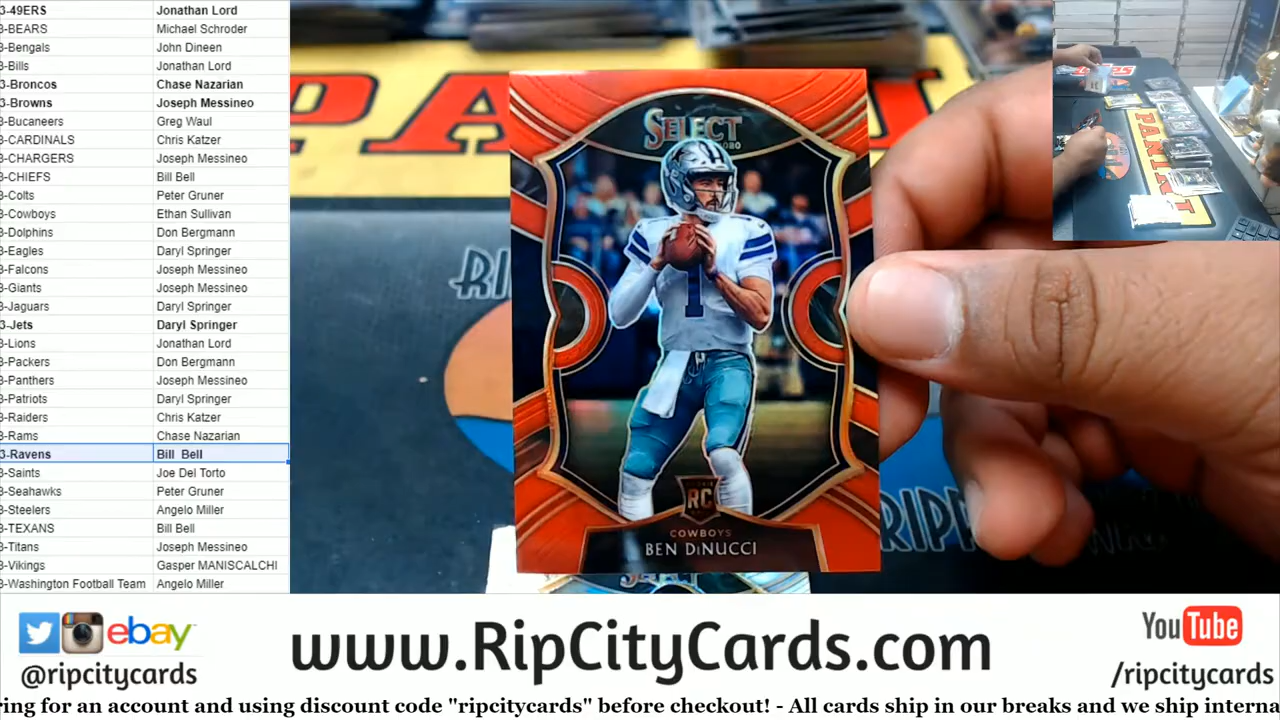 3-49ERS Jonathan Lord
3-BEARS Michael Schroder
3-Bengals John Dineen
3-Bills Jonathan Lord
3-Broncos Chase Nazarian
3-Browns Joseph Messineo
3-Bucaneers Greg Waul
3-CARDINALS Chris Katzer
3-CHARGERS Joseph Messineo
3-CHIEFS Bill Bell
3-Colts Peter Gruner
3-Cowboys Ethan Sullivan
3-Dolphins Don Bergmann
3-Eagles Daryl Springer
3-Falcons Joseph Messineo
3-Giants Joseph Messineo
3-Jaguars Daryl Springer
3-Jets Daryl Springer
3-Lions Jonathan Lord
3-Packers Don Bergmann
3-Panthers Joseph Messineo
3-Patriots Daryl Springer
3-Raiders Chris Katzer
3-Rams Chase Nazarian
3-Ravens Bill Bell
3-Saints Joe Del Torto
3-Seahawks Peter Gruner
3-Steelers Angelo Miller
3-TEXANS Bill Bell
3-Titans Joseph Messineo
3-Vikings Gasper MANISCALCHI
3-Washington Football Team Angelo Miller
PANINI
SELECT
2020
1
RC
COWBOYS
BEN DiNUCCI
SELECT
RIPP
PANINI
ebay
@ripcitycards
www.RipCityCards.com
YouTube
/ripcitycards
ring for an account and using discount code "ripcitycards" before checkout! - All cards ship in our breaks and we ship interna